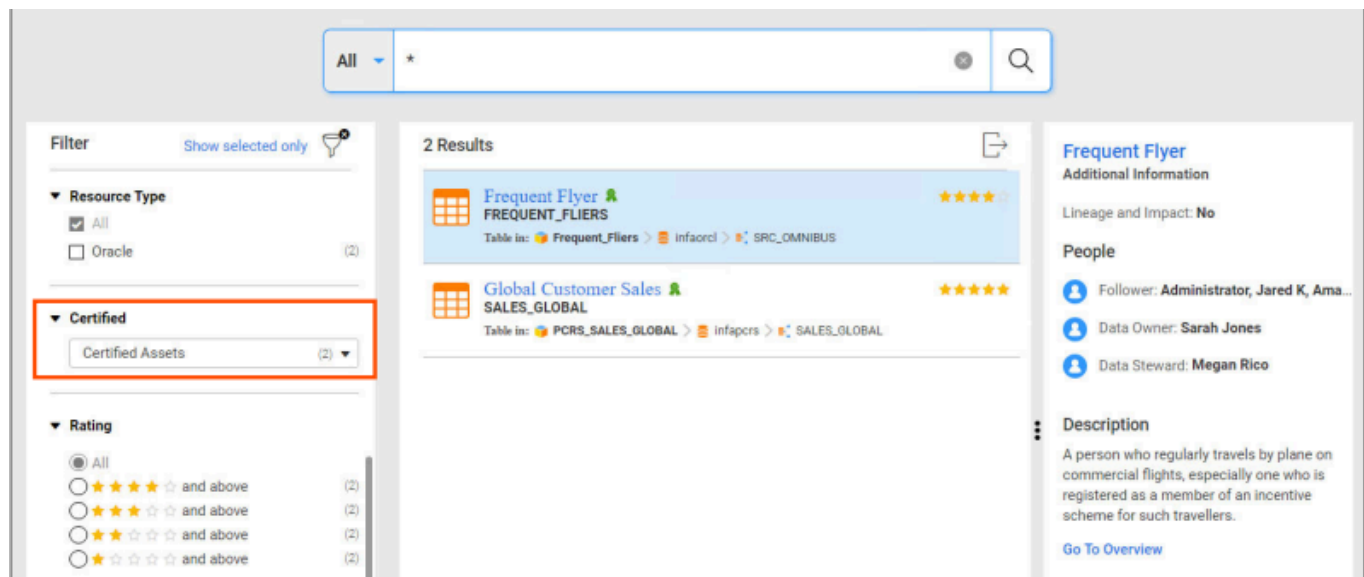 All
*
Filter
Show selected only
Resource Type
All
Oracle (2)
Certified
Certified Assets (2)
Rating
All
and above (2)
and above (2)
and above (2)
and above (2)
2 Results
Frequent Flyer
FREQUENT_FLIERS
Table in: Frequent_Fliers > infaorcl > SRC_OMNIBUS
Global Customer Sales
SALES_GLOBAL
Table in: PCRS_SALES_GLOBAL > infapcrs > SALES_GLOBAL
Frequent Flyer
Additional Information
Lineage and Impact: No
People
Follower: Administrator, Jared K, Ama...
Data Owner: Sarah Jones
Data Steward: Megan Rico
Description
A person who regularly travels by plane on
commercial flights, especially one who is
registered as a member of an incentive
scheme for such travellers.
Go To Overview